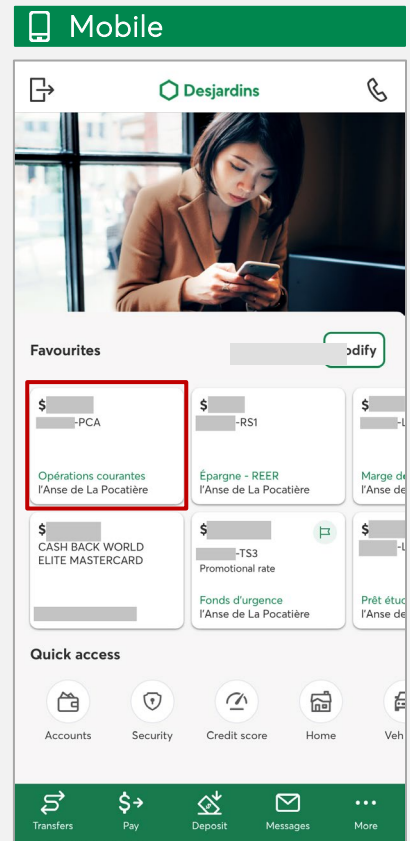 Mobile
Desjardins
Favourites
$
-PCA
Opérations courantes
l'Anse de La Pocatière
$
-RS1
Épargne - REER
l'Anse de La Pocatière
$
-L
Marge de
l'Anse de
$
CASH BACK WORLD
ELITE MASTERCARD
$
-TS3
Promotional rate
Fonds d'urgence
l'Anse de La Pocatière
$
-L
Prêt étuc
l'Anse de
Quick access
Accounts
Security
Credit score
Home
Veh
Transfers
Pay
Deposit
Messages
More